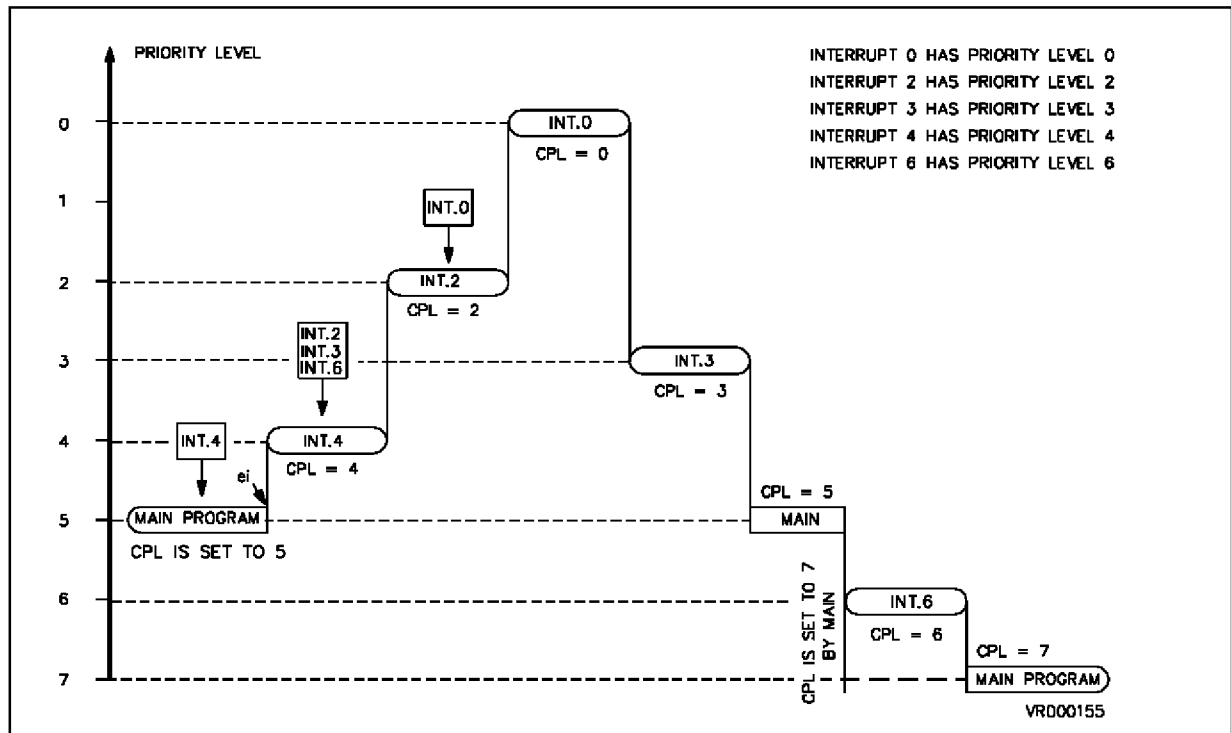 PRIORITY LEVEL
INTERRUPT 0 HAS PRIORITY LEVEL 0
INTERRUPT 2 HAS PRIORITY LEVEL 2
INTERRUPT 3 HAS PRIORITY LEVEL 3
INTERRUPT 4 HAS PRIORITY LEVEL 4
INTERRUPT 6 HAS PRIORITY LEVEL 6
0
INT.0
CPL = 0
1
INT.0
2
INT.2
CPL = 2
INT.2
INT.3
INT.6
3
INT.3
CPL = 3
4
INT.4
INT.4
CPL = 4
ei
CPL = 5
5
MAIN PROGRAM
MAIN
CPL IS SET TO 5
CPL IS SET TO 7
BY MAIN
6
INT.6
CPL = 6
CPL = 7
7
MAIN PROGRAM
VR000155